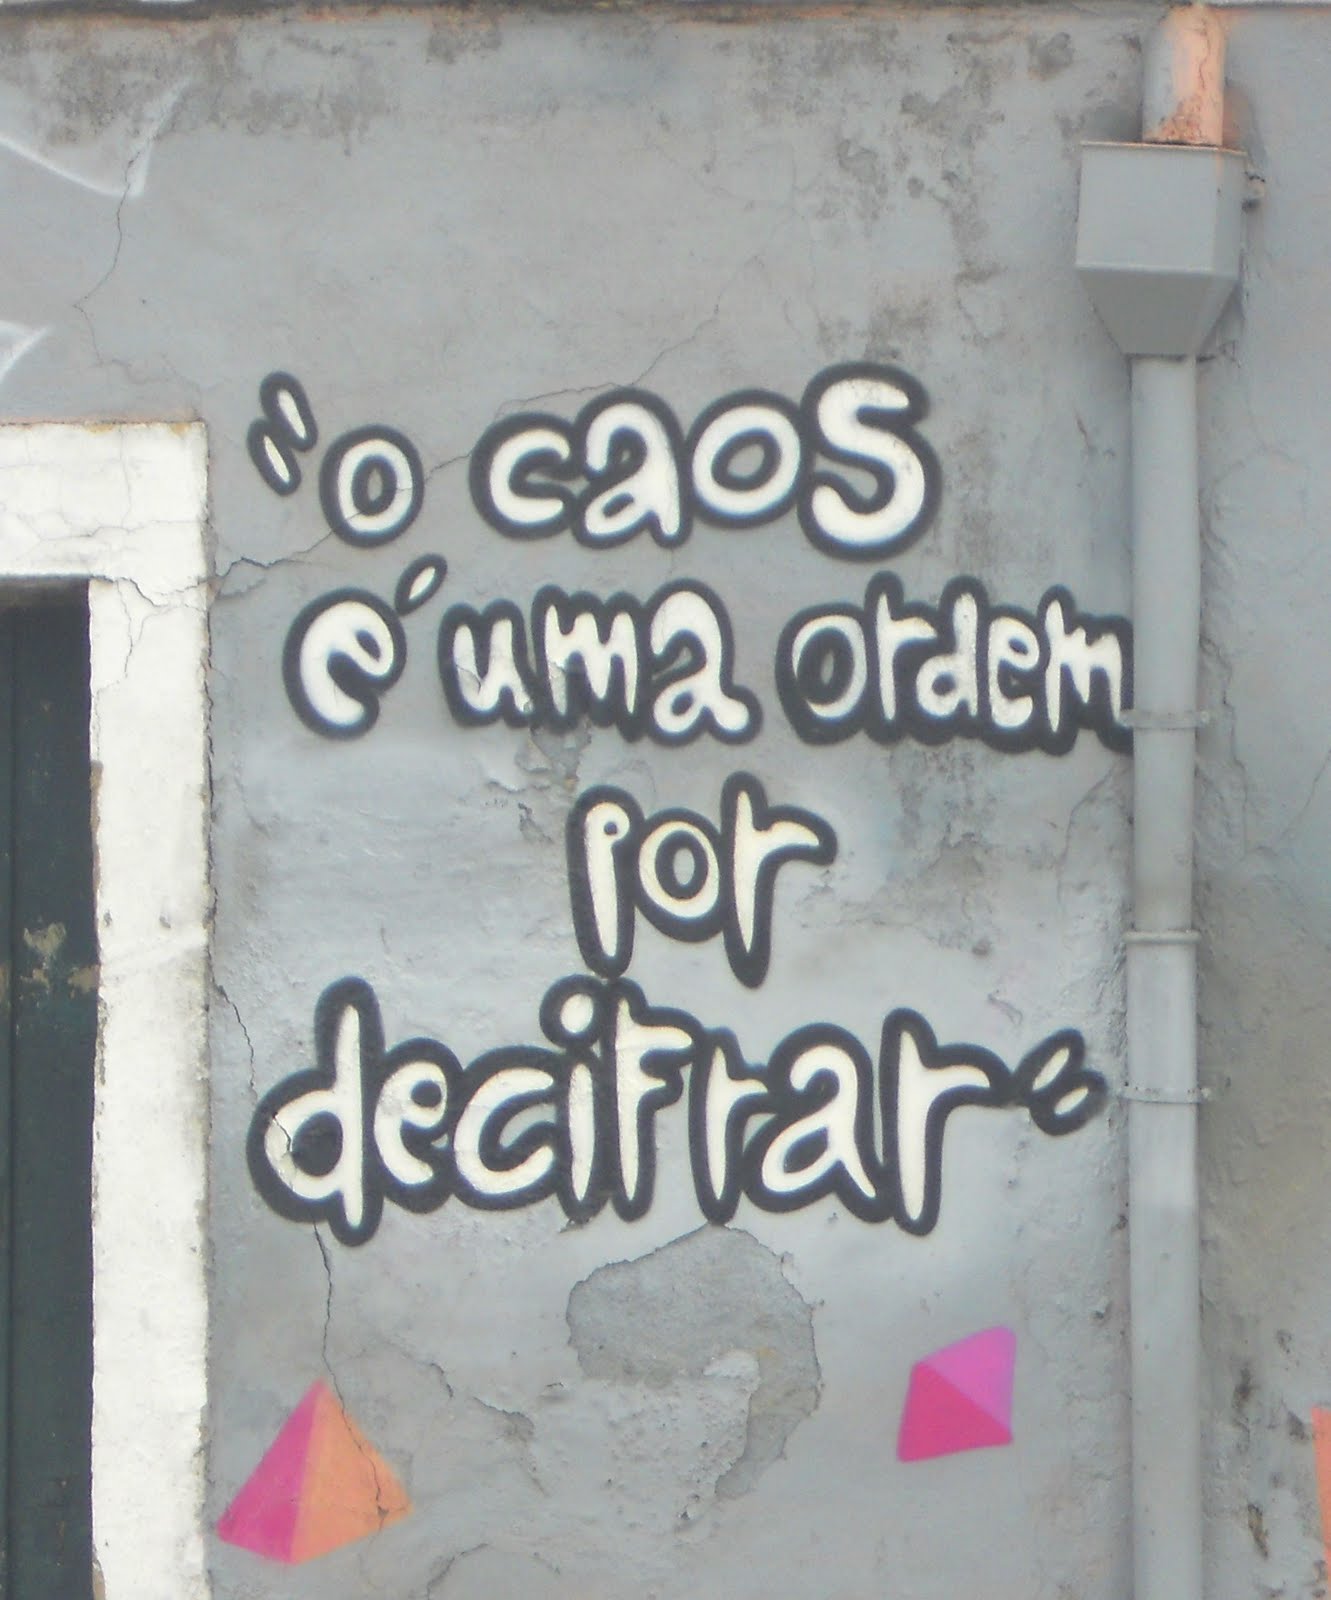 "o caos
é uma ordem
por
decifrar"